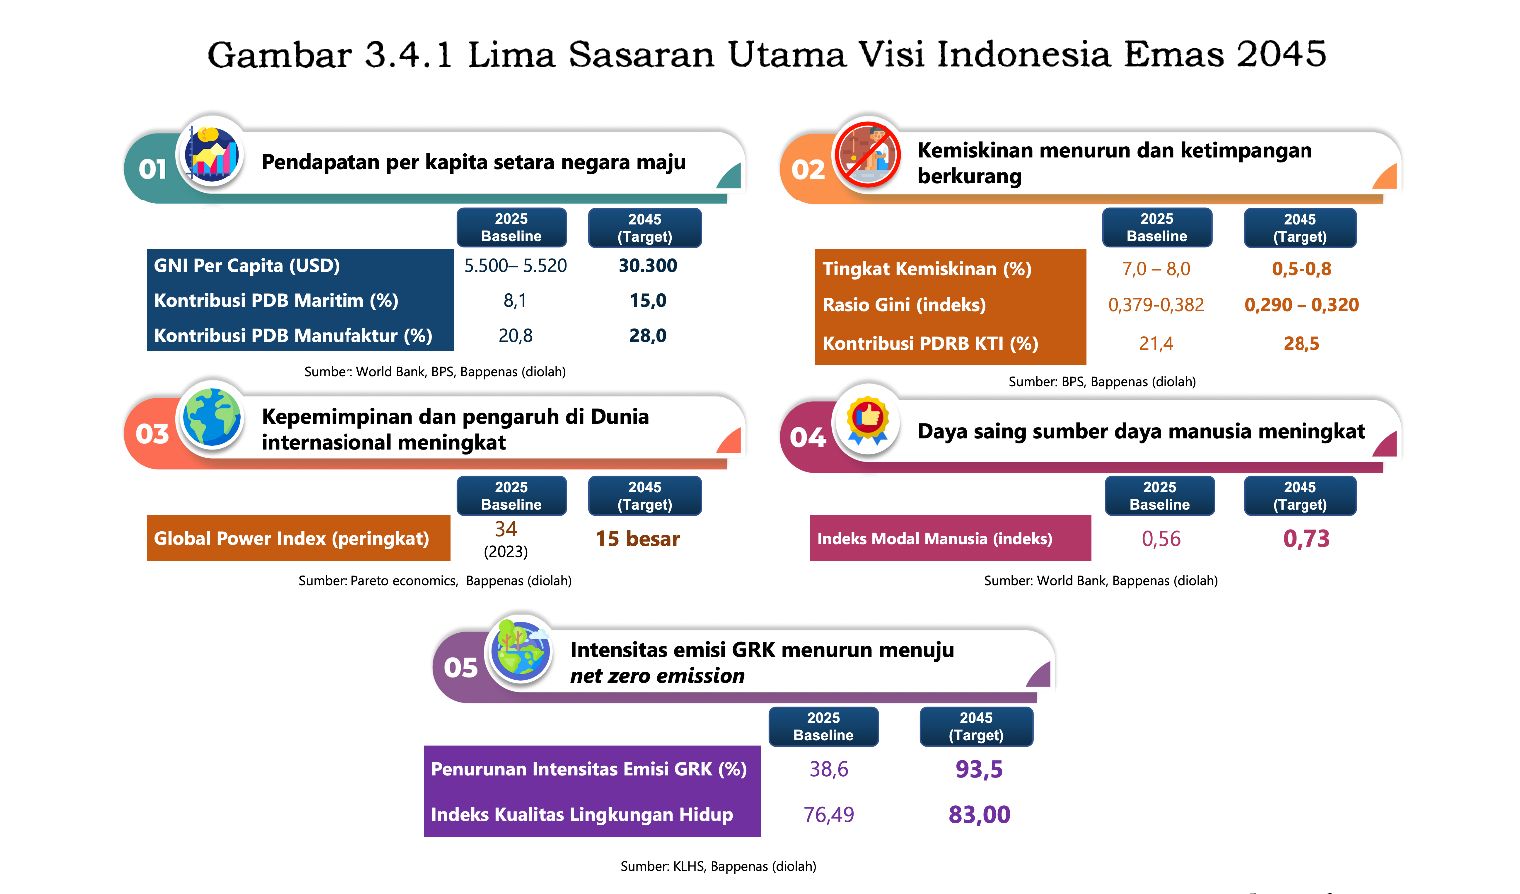 Gambar 3.4.1 Lima Sasaran Utama Visi Indonesia Emas 2045
01
Pendapatan per kapita setara negara maju
2025 Baseline
2045 (Target)
GNI Per Capita (USD) 5.500– 5.520 30.300
Kontribusi PDB Maritim (%) 8,1 15,0
Kontribusi PDB Manufaktur (%) 20,8 28,0
Sumber: World Bank, BPS, Bappenas (diolah)
02
Kemiskinan menurun dan ketimpangan
berkurang
2025 Baseline
2045 (Target)
Tingkat Kemiskinan (%) 7,0 – 8,0 0,5-0,8
Rasio Gini (indeks) 0,379-0,382 0,290 – 0,320
Kontribusi PDRB KTI (%) 21,4 28,5
Sumber: BPS, Bappenas (diolah)
03
Kepemimpinan dan pengaruh di Dunia
internasional meningkat
2025 Baseline
2045 (Target)
Global Power Index (peringkat) 34 (2023) 15 besar
Sumber: Pareto economics, Bappenas (diolah)
04
Daya saing sumber daya manusia meningkat
2025 Baseline
2045 (Target)
Indeks Modal Manusia (indeks) 0,56 0,73
Sumber: World Bank, Bappenas (diolah)
05
Intensitas emisi GRK menurun menuju
net zero emission
2025 Baseline
2045 (Target)
Penurunan Intensitas Emisi GRK (%) 38,6 93,5
Indeks Kualitas Lingkungan Hidup 76,49 83,00
Sumber: KLHS, Bappenas (diolah)